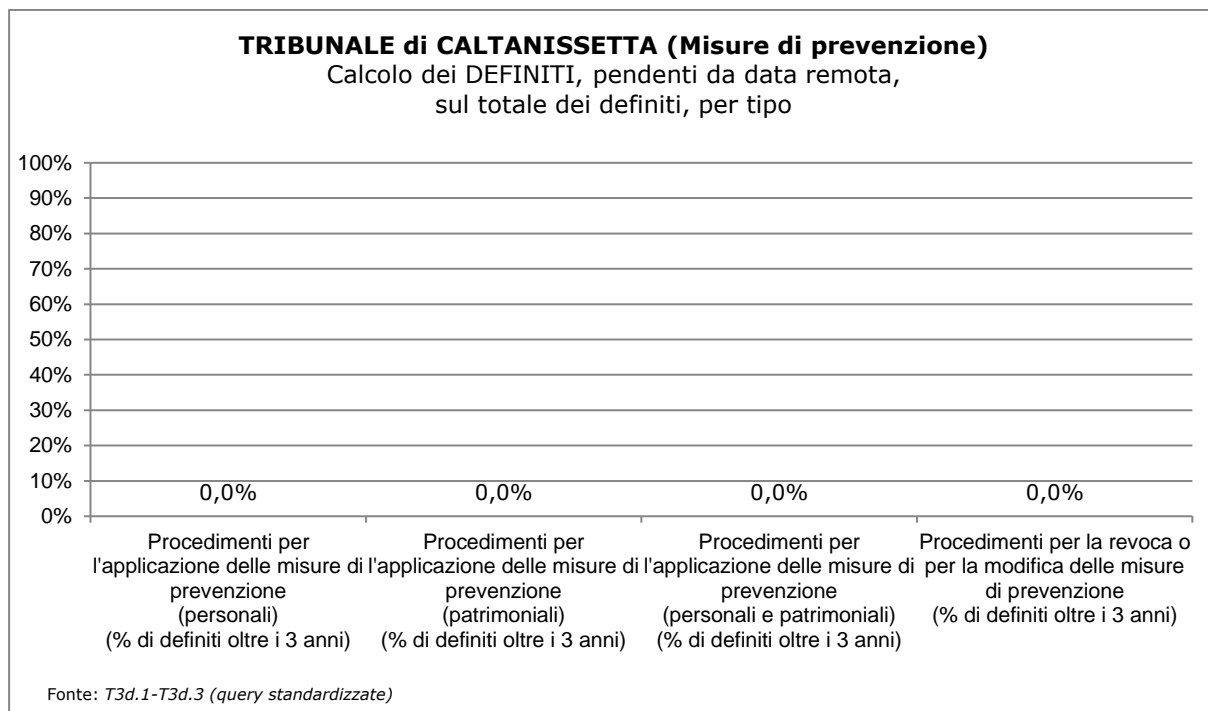 TRIBUNALE di CALTANISSETTA (Misure di prevenzione)
Calcolo dei DEFINITI, pendenti da data remota,
sul totale dei definiti, per tipo
100%
90%
80%
70%
60%
50%
40%
30%
20%
10%
0%
0,0%
0,0%
0,0%
0,0%
Procedimenti per
l'applicazione delle misure di
prevenzione
(personali)
(% di definiti oltre i 3 anni)
Procedimenti per
l'applicazione delle misure di
prevenzione
(patrimoniali)
(% di definiti oltre i 3 anni)
Procedimenti per
l'applicazione delle misure di
prevenzione
(personali e patrimoniali)
(% di definiti oltre i 3 anni)
Procedimenti per la revoca o
per la modifica delle misure
di prevenzione
(% di definiti oltre i 3 anni)
Fonte: T3d.1-T3d.3 (query standardizzate)